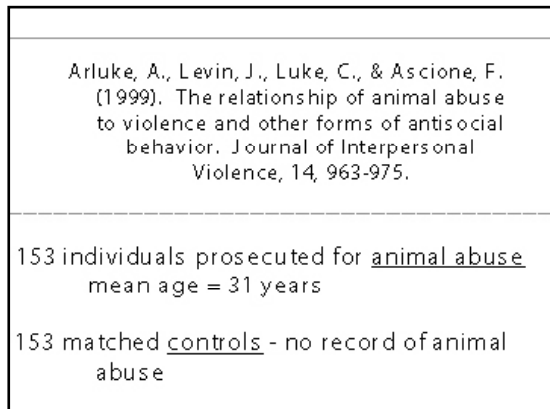 Arluke, A., Levin, J., Luke, C., & Ascione, F.
(1999). The relationship of animal abuse
to violence and other forms of antisocial
behavior. Journal of Interpersonal
Violence, 14, 963-975.
153 individuals prosecuted for animal abuse
mean age = 31 years
153 matched controls - no record of animal
abuse